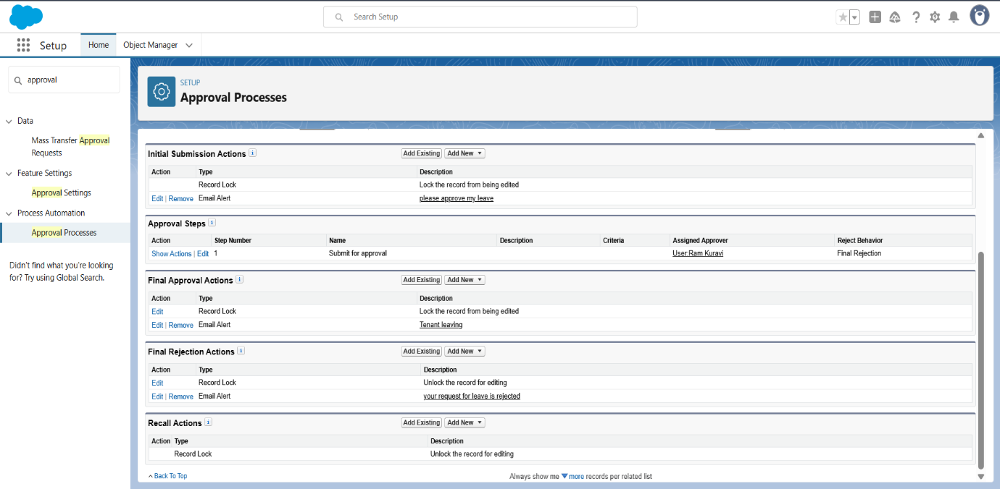 Search Setup
Setup
Home
Object Manager
approval
Data
Mass Transfer Approval
Requests
Feature Settings
Approval Settings
Process Automation
Approval Processes
Didn't find what you're looking
for? Try using Global Search.
SETUP
Approval Processes
Initial Submission Actions i Add Existing Add New
Action Type Description
Record Lock Lock the record from being edited
Edit | Remove Email Alert please approve my leave
Approval Steps i
Action Step Number Name Description Criteria Assigned Approver Reject Behavior
Show Actions | Edit 1 Submit for approval User:Ram Kuravi Final Rejection
Final Approval Actions i Add Existing Add New
Action Type Description
Edit Record Lock Lock the record from being edited
Edit | Remove Email Alert Tenant leaving
Final Rejection Actions i Add Existing Add New
Action Type Description
Edit Record Lock Unlock the record for editing
Edit | Remove Email Alert your request for leave is rejected
Recall Actions i Add Existing Add New
Action Type Description
Record Lock Unlock the record for editing
Back To Top Always show me more records per related list